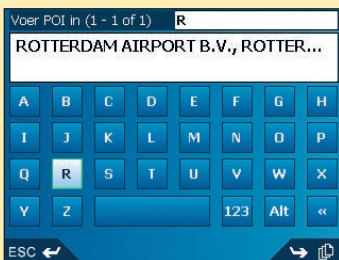 Voer POI in (1 - 1 of 1) R
ROTTERDAM AIRPORT B.V., ROTTER...
A B C D E F G H
I J K L M N O P
Q R S T U V W X
Y Z 123 Alt «
ESC